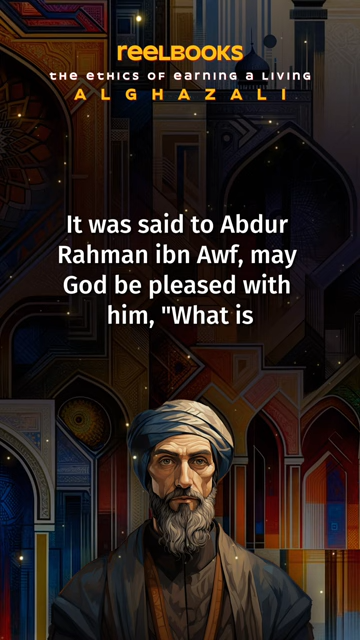 reelBOOKS
the ethics of earning a living
ALGHAZALI
It was said to Abdur
Rahman ibn Awf, may
God be pleased with
him, "What is